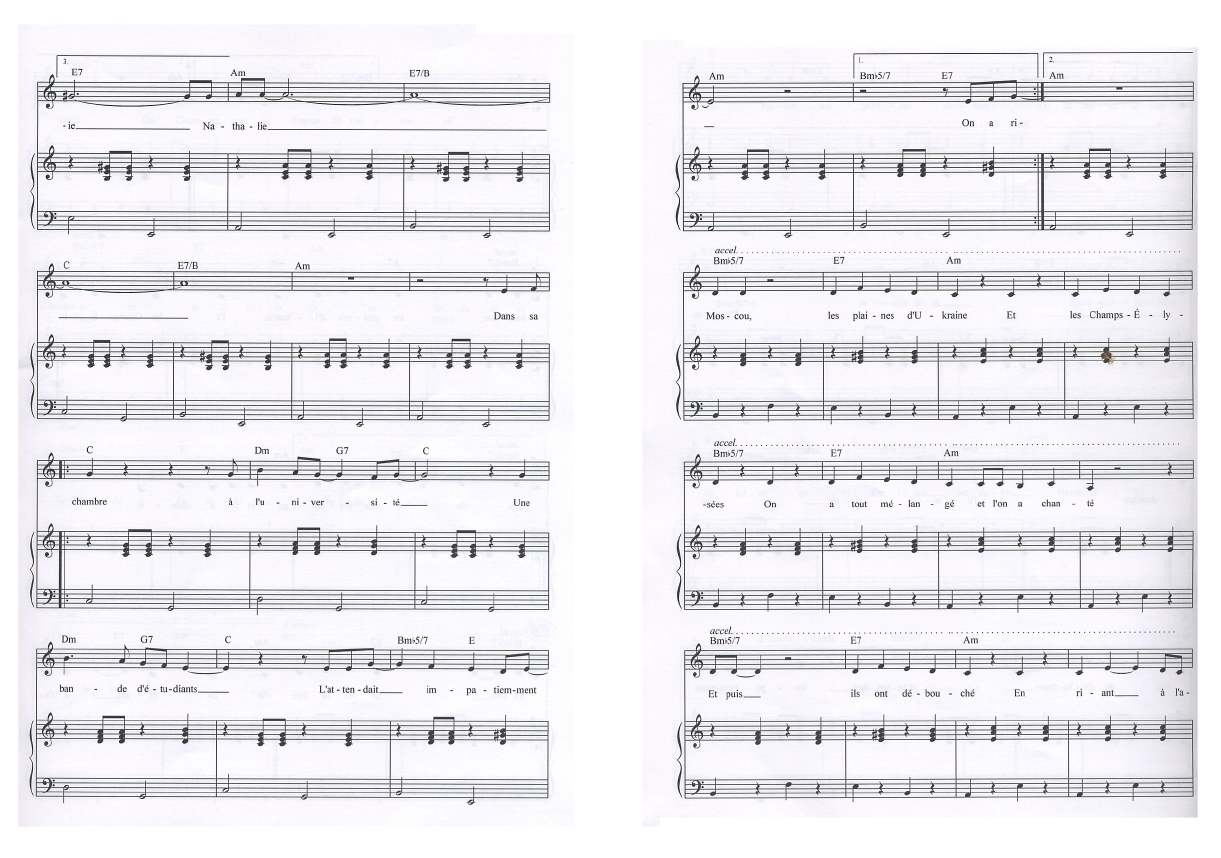 3.
E7 Am E7/B
-ie Na - tha - lie
C E7/B Am
Dans sa
C Dm G7 C
chambre à l'u - ni - ver - si - té Une
Dm G7 C Bm♭5/7 E
ban - de d'é - tu - diants L'at - ten - dait im - pa - tiem - ment
1. 2.
Am Bm♭5/7 E7 Am
On a ri -
accel.
Bm♭5/7 E7 Am
Mos - cou, les plai - nes d'U - kraine Et les Champs - É - ly -
accel.
Bm♭5/7 E7 Am
-sées On a tout mé - lan - gé et l'on a chan - té
accel.
Bm♭5/7 E7 Am
Et puis ils ont dé - bou - ché En ri - ant à l'a -